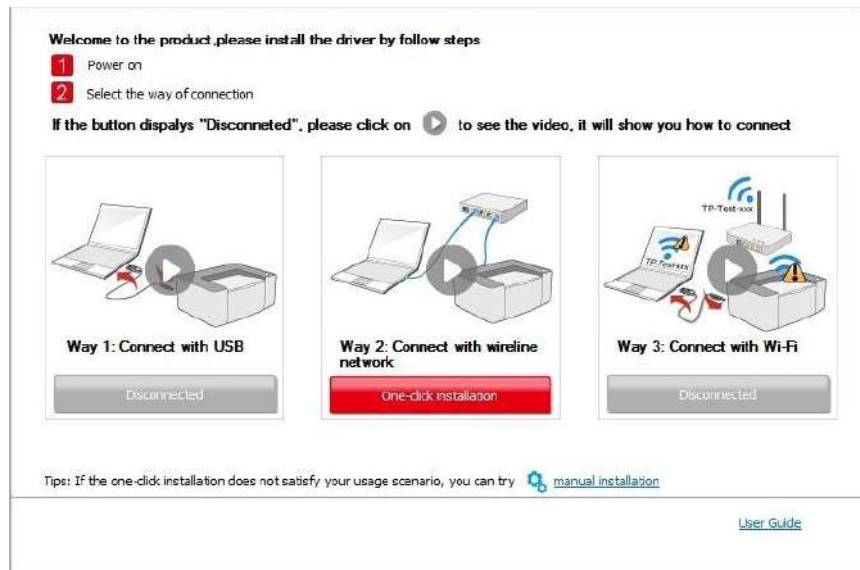 Welcome to the product,please install the driver by follow steps
1 Power on
2 Select the way of connection
If the button dispalys "Disconneted", please click on to see the video, it will show you how to connect
TP-Test-xxx
TP.Testxxx
Way 1: Connect with USB
Way 2: Connect with wireline
network
Way 3: Connect with Wi-Fi
Disconnected
One-click installation
Disconnected
Tips: If the one-click installation does not satisfy your usage scenario, you can try manual installation
User Guide